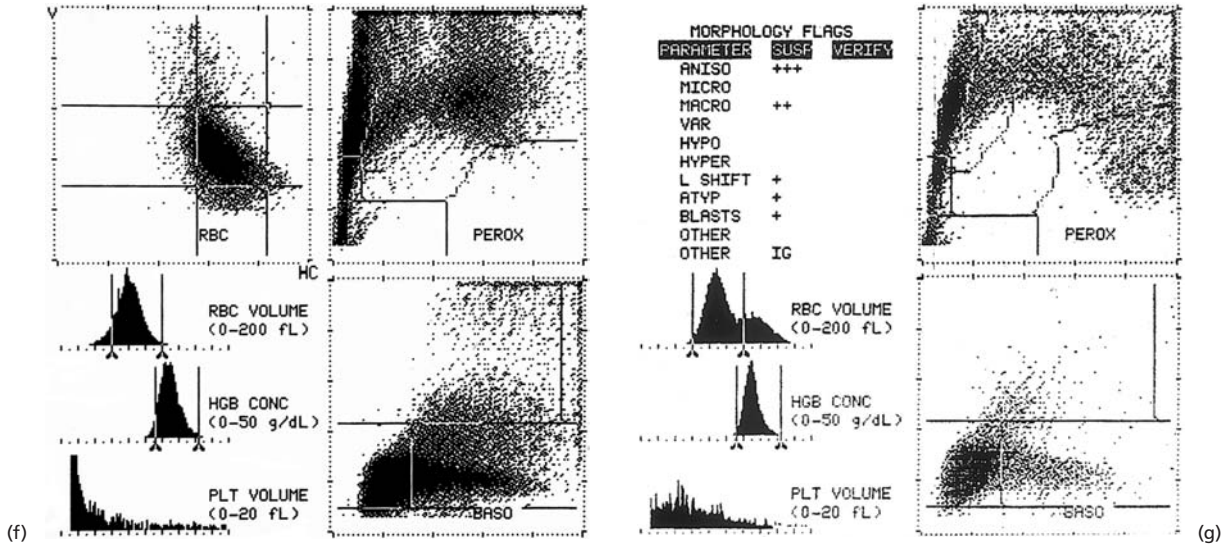 V
RBC
HC
PEROX
RBC VOLUME
(0-200 fL)
HGB CONC
(0-50 g/dL)
PLT VOLUME
(0-20 fL)
BASO
(f)
MORPHOLOGY FLAGS
PARAMETER SUSP VERIFY
ANISO +++
MICRO
MACRO ++
VAR
HYPO
HYPER
L SHIFT +
ATYP +
BLASTS +
OTHER
OTHER IG
PEROX
RBC VOLUME
(0-200 fL)
HGB CONC
(0-50 g/dL)
PLT VOLUME
(0-20 fL)
BASO
(g)